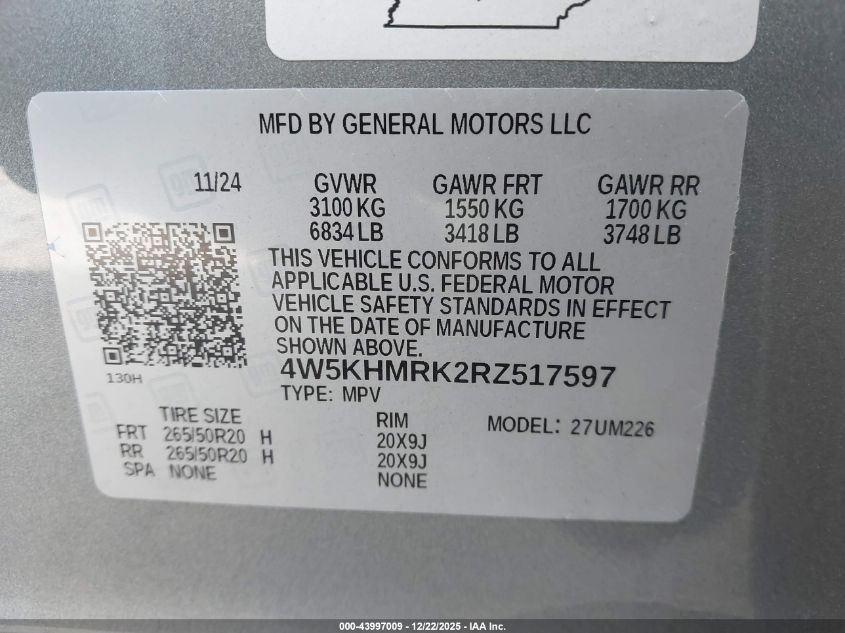 MFD BY GENERAL MOTORS LLC
11/24 GVWR GAWR FRT GAWR RR
3100 KG 1550 KG 1700 KG
6834 LB 3418 LB 3748 LB
THIS VEHICLE CONFORMS TO ALL
APPLICABLE U.S. FEDERAL MOTOR
VEHICLE SAFETY STANDARDS IN EFFECT
ON THE DATE OF MANUFACTURE
SHOWN ABOVE.
4W5KHMRK2RZ517597
130H
TYPE: MPV
TIRE SIZE RIM MODEL: 27UM226
FRT 265/50R20 H 20X9J
RR 265/50R20 H 20X9J
SPA NONE NONE
000-43997009 - 12/22/2025 - IAA Inc.